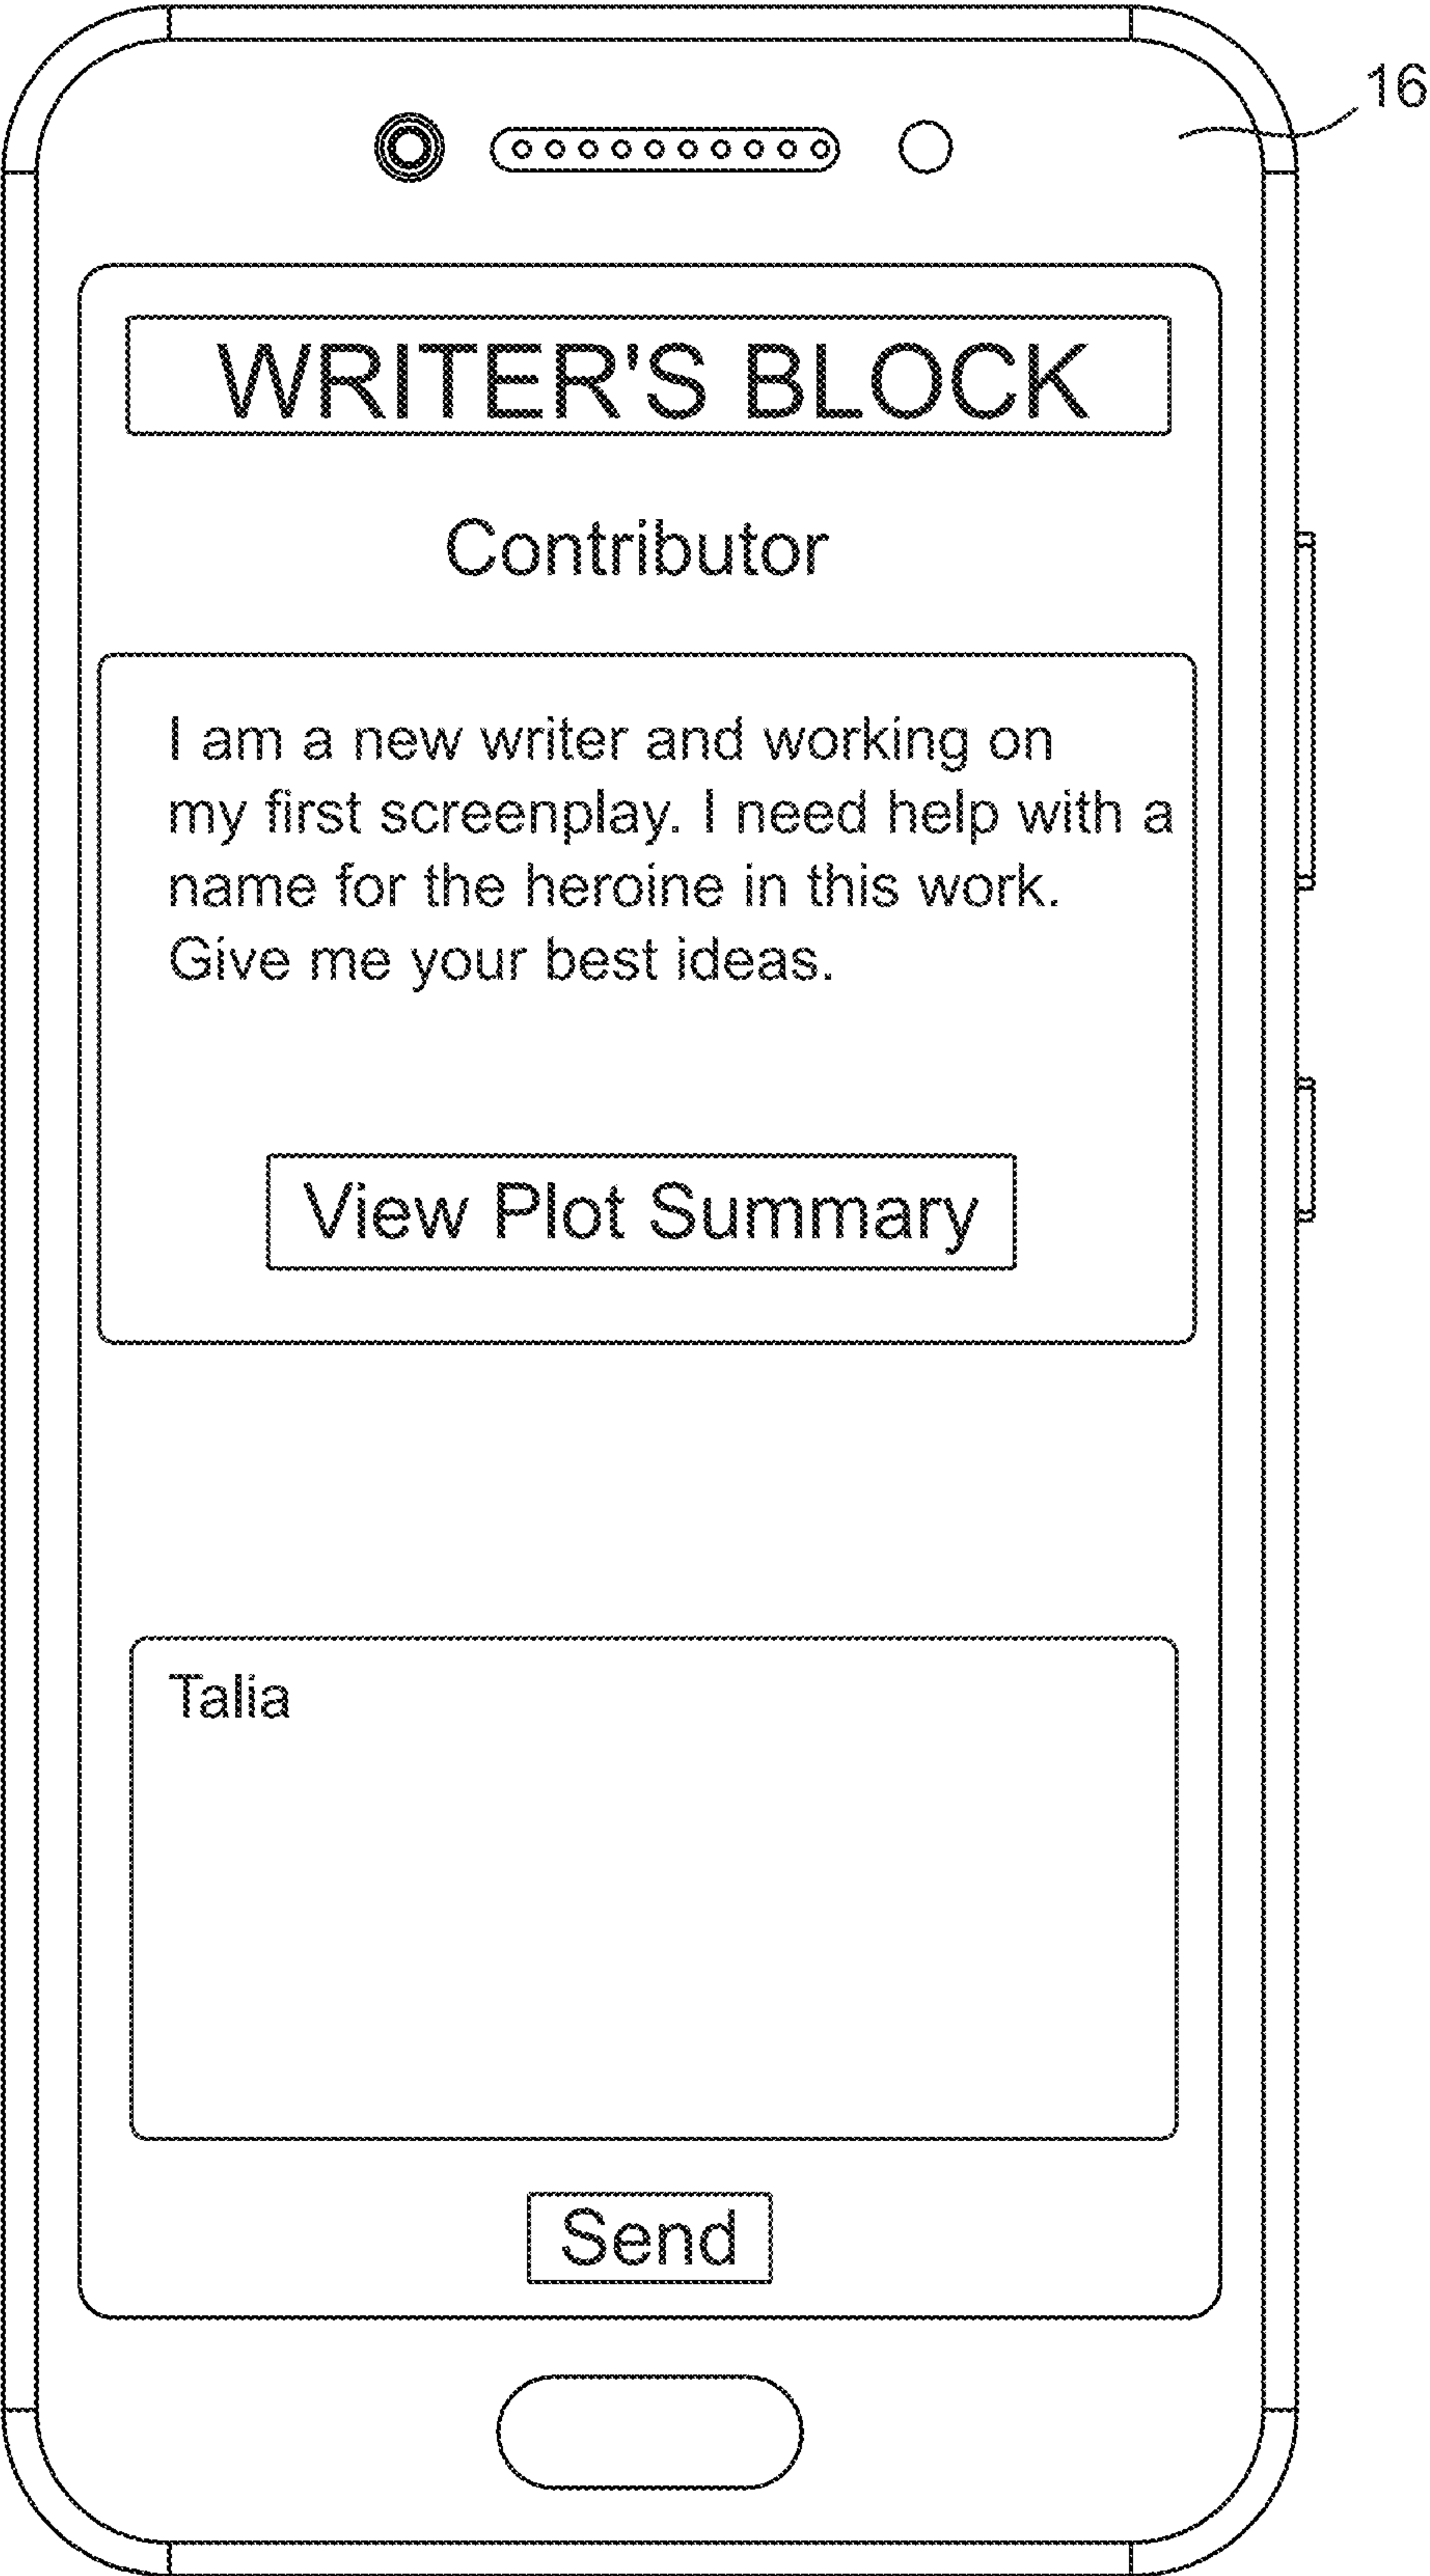 16
WRITER'S BLOCK
Contributor
I am a new writer and working on
my first screenplay. I need help with a
name for the heroine in this work.
Give me your best ideas.
View Plot Summary
Talia
Send